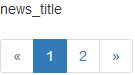 news_title
« 1 2 »